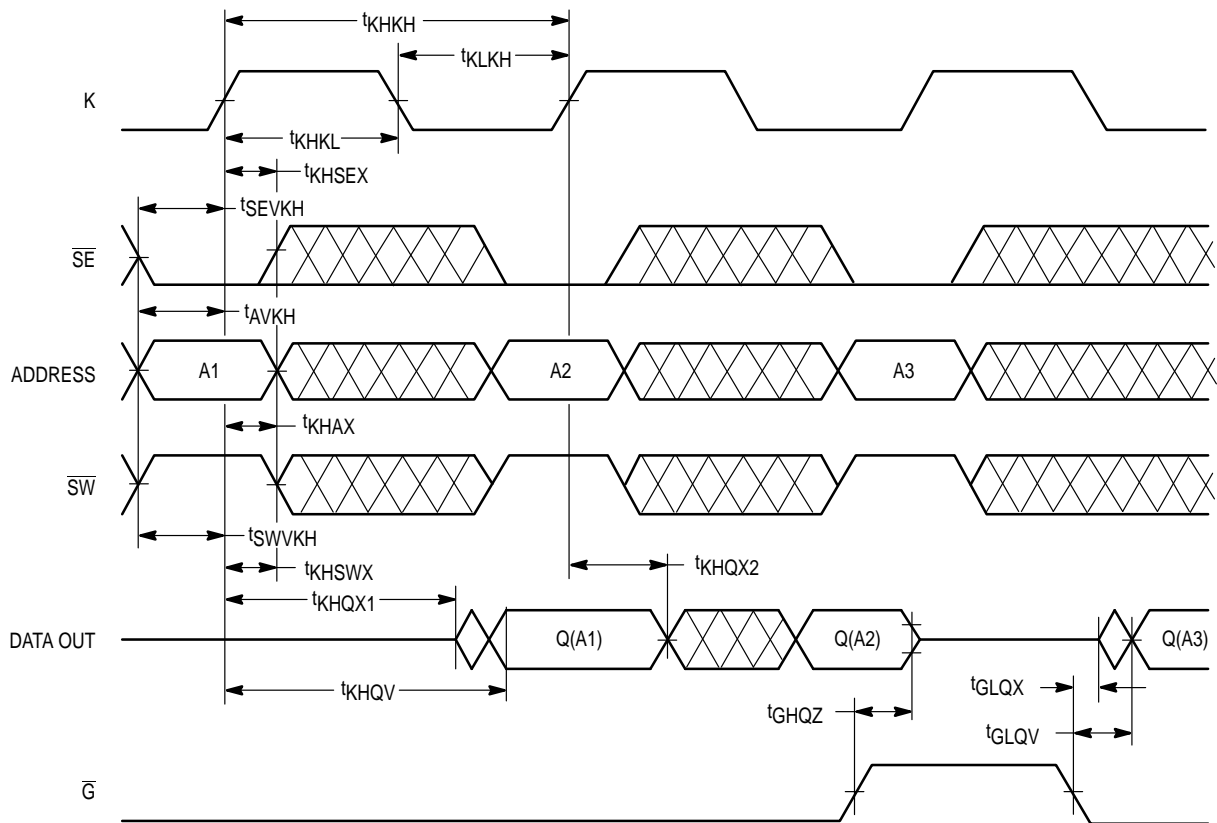 tKHKH
tKLKH
K
tKHKL
tKHSEX
tSEVKH
SE
tAVKH
ADDRESS A1 A2 A3
tKHAX
SW
tSWVKH
tKHSWX
tKHQX2
tKHQX1
DATA OUT Q(A1) Q(A2) Q(A3)
tKHQV
tGLQX
tGHQZ
tGLQV
G